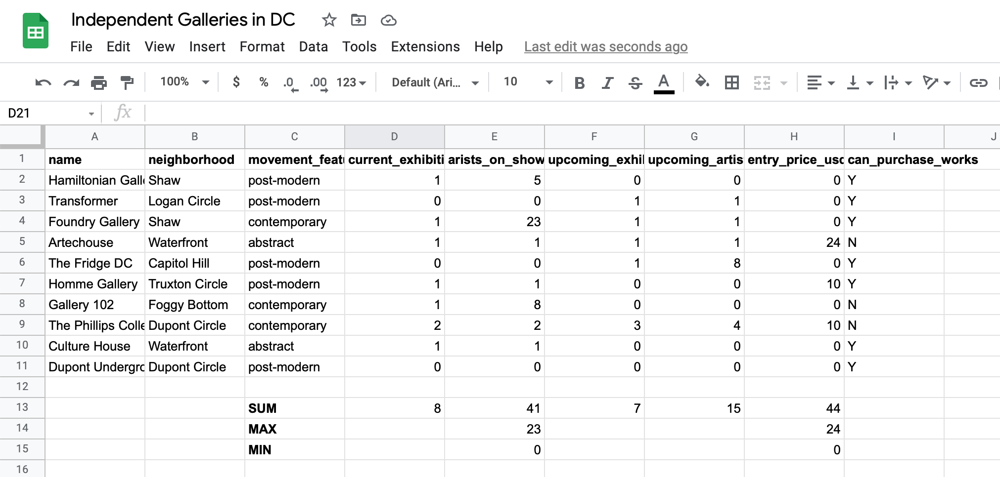 Independent Galleries in DC
File Edit View Insert Format Data Tools Extensions Help Last edit was seconds ago
100% $ % .0 .00 123 Default (Ari... 10 B I S A
D21 fx
A B C D E F G H I J
1 name neighborhood movement_featu current_exhibiti arists_on_show upcoming_exhi upcoming_artis entry_price_usd can_purchase_works
2 Hamiltonian Galle Shaw post-modern 1 5 0 0 0 Y
3 Transformer Logan Circle post-modern 0 0 1 1 0 Y
4 Foundry Gallery Shaw contemporary 1 23 1 1 0 Y
5 Artechouse Waterfront abstract 1 1 1 1 24 N
6 The Fridge DC Capitol Hill post-modern 0 0 1 8 0 Y
7 Homme Gallery Truxton Circle post-modern 1 1 0 0 10 Y
8 Gallery 102 Foggy Bottom contemporary 1 8 0 0 0 N
9 The Phillips Colle Dupont Circle contemporary 2 2 3 4 10 N
10 Culture House Waterfront abstract 1 1 0 0 0 Y
11 Dupont Undergro Dupont Circle post-modern 0 0 0 0 0 Y
12
13 SUM 8 41 7 15 44
14 MAX 23 24
15 MIN 0 0
16